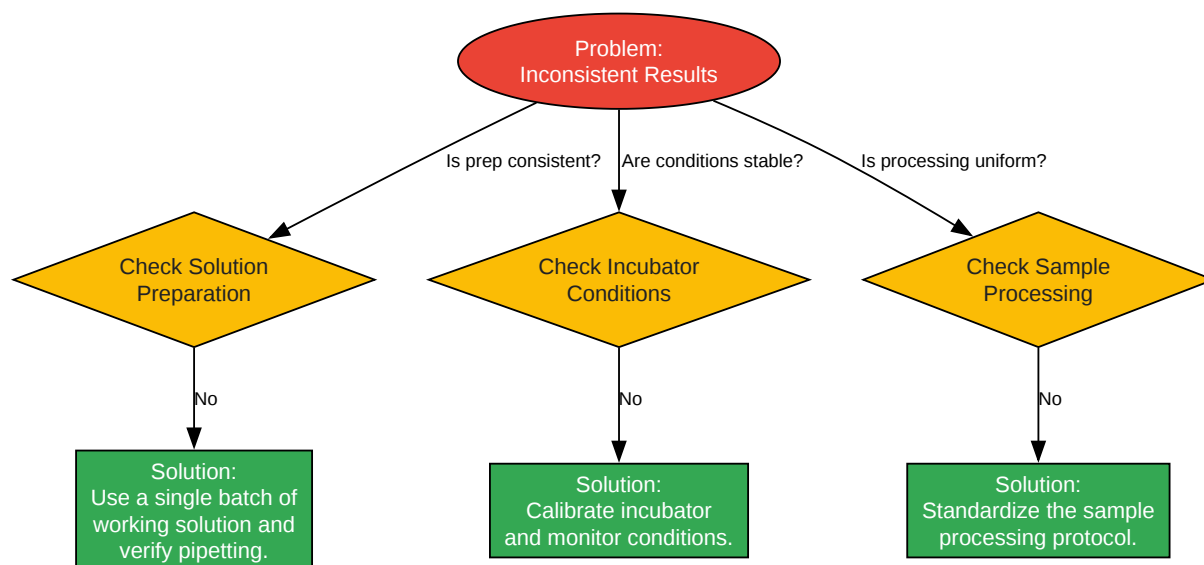 Problem:
Inconsistent Results
Is prep consistent?
Are conditions stable?
Is processing uniform?
Check Solution
Preparation
Check Incubator
Conditions
Check Sample
Processing
No
No
No
Solution:
Use a single batch of
working solution and
verify pipetting.
Solution:
Calibrate incubator
and monitor conditions.
Solution:
Standardize the sample
processing protocol.